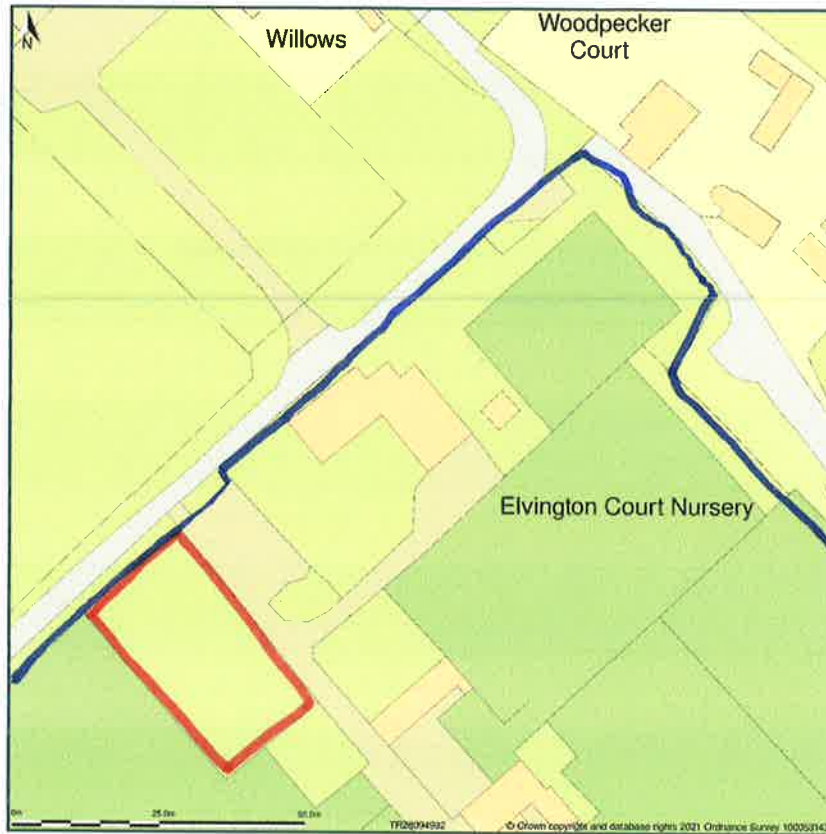 N
Willows
Woodpecker
Court
Elvington Court Nursery
0m
25.0m
50.0m
© Crown copyright and database rights 2021 Ordnance Survey